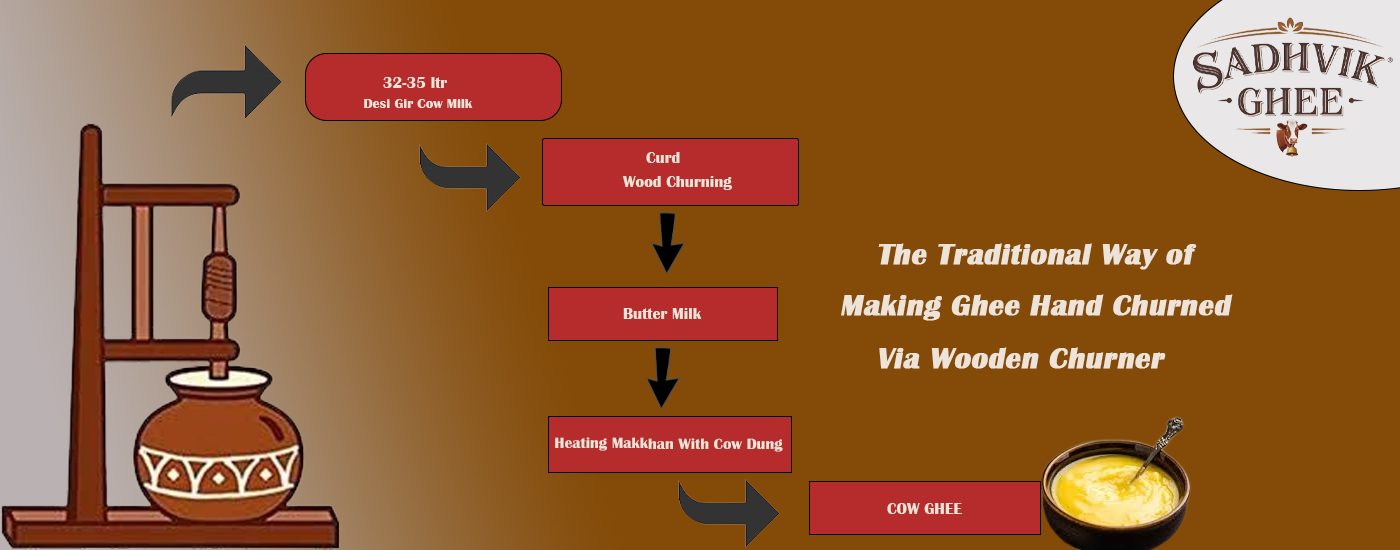 SADHVIK®
GHEE
32-35 ltr
Desi Gir Cow Milk
Curd
Wood Churning
Butter Milk
Heating Makkhan With Cow Dung
COW GHEE
The Traditional Way of
Making Ghee Hand Churned
Via Wooden Churner